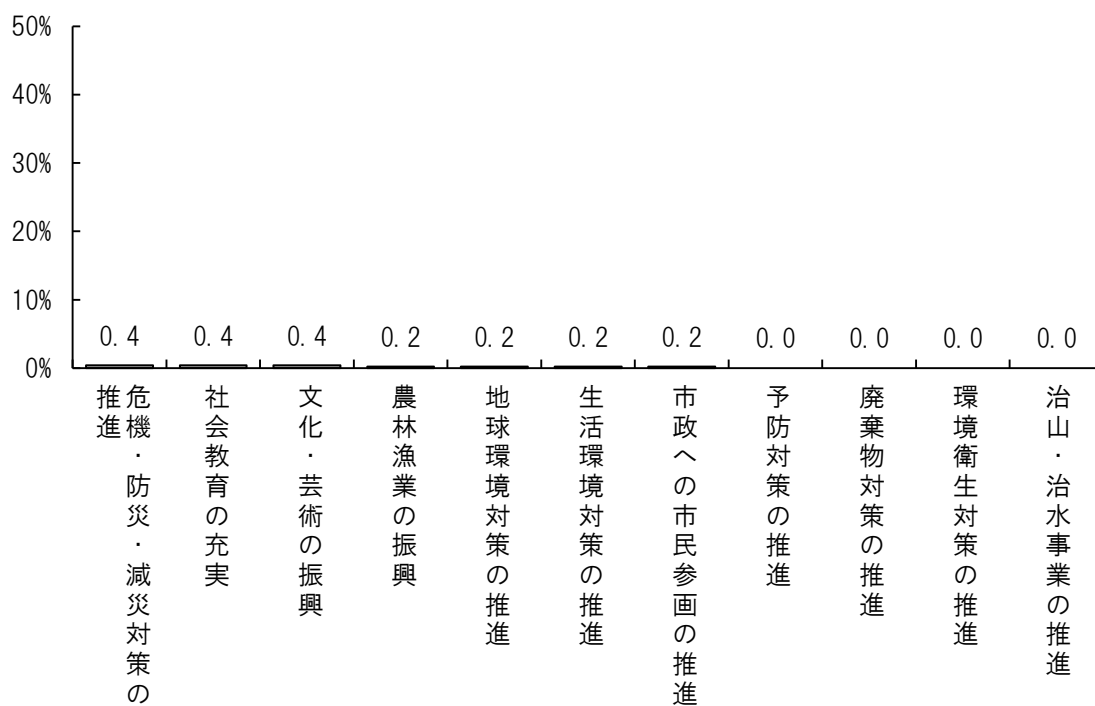 50%
40%
30%
20%
10%
0%
0.4
0.4
0.4
0.2
0.2
0.2
0.2
0.0
0.0
0.0
0.0
危機・防災・減災対策の
推進
社会教育の充実
文化・芸術の振興
農林漁業の振興
地球環境対策の推進
生活環境対策の推進
市政への市民参画の推進
予防対策の推進
廃棄物対策の推進
環境衛生対策の推進
治山・治水事業の推進